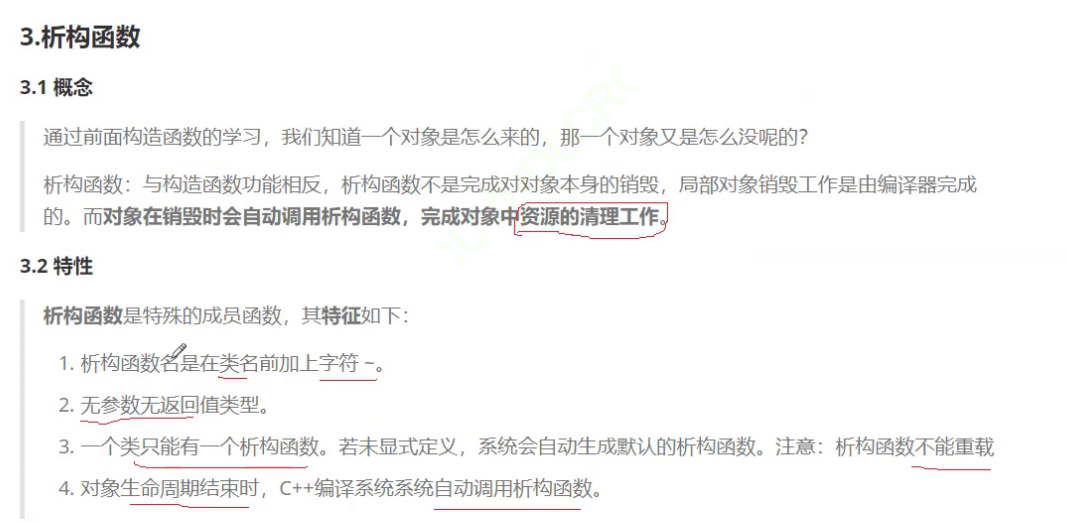 3.析构函数
3.1 概念
通过前面构造函数的学习，我们知道一个对象是怎么来的，那一个对象又是怎么没呢的？
析构函数：与构造函数功能相反，析构函数不是完成对对象本身的销毁，局部对象销毁工作是由编译器完成
的。而对象在销毁时会自动调用析构函数，完成对象中资源的清理工作。
3.2 特性
析构函数是特殊的成员函数，其特征如下：
1. 析构函数名是在类名前加上字符 ~。
2. 无参数无返回值类型。
3. 一个类只能有一个析构函数。若未显式定义，系统会自动生成默认的析构函数。注意：析构函数不能重载
4. 对象生命周期结束时，C++编译系统系统自动调用析构函数。